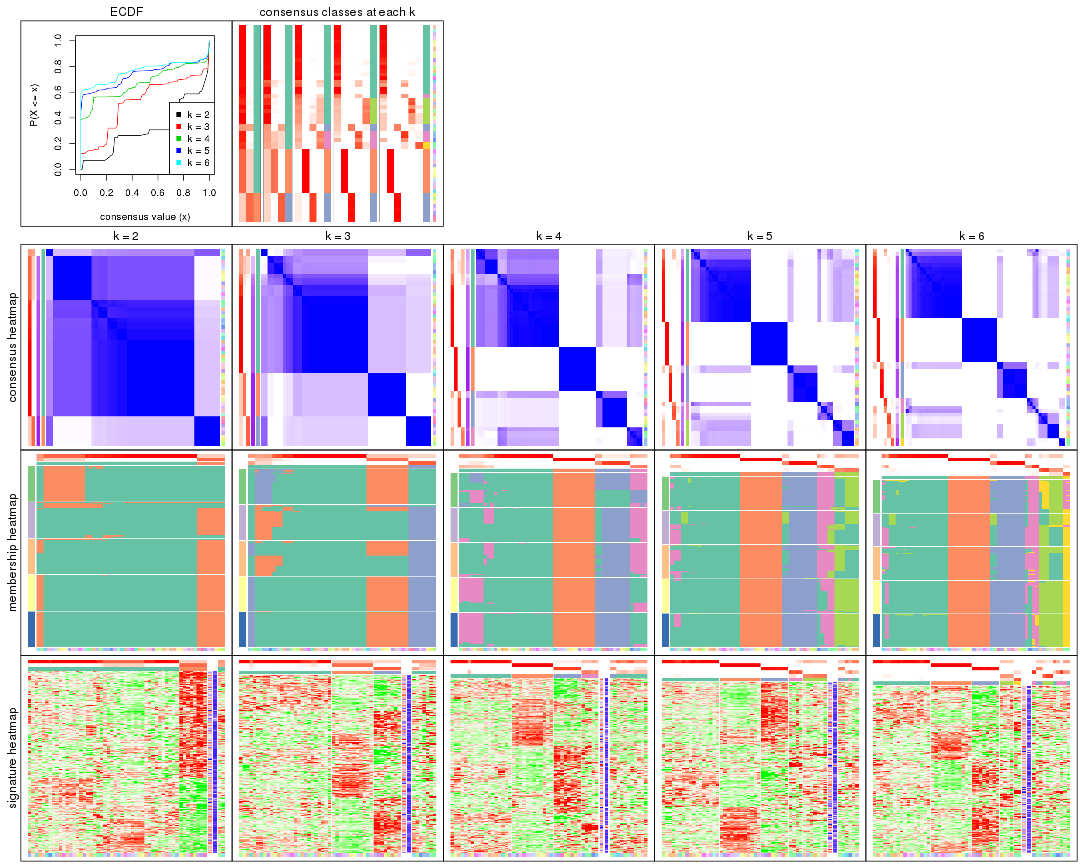 ECDF
consensus classes at each k
P(X <= x)
0.0 0.2 0.4 0.6 0.8 1.0
k = 2
k = 3
k = 4
k = 5
k = 6
0.0 0.2 0.4 0.6 0.8 1.0
consensus value (x)
k = 2
k = 3
k = 4
k = 5
k = 6
consensus heatmap
membership heatmap
signature heatmap